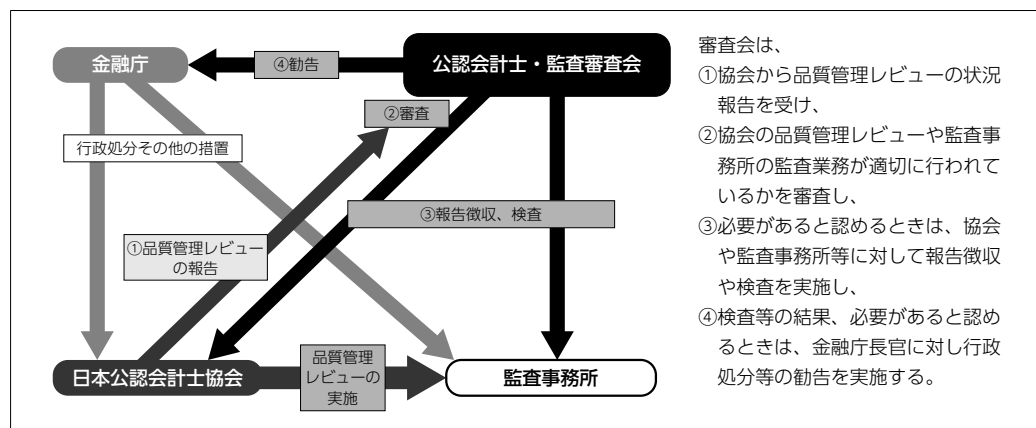 金融庁
④勧告
公認会計士・監査審査会
②審査
行政処分その他の措置
③報告徴収、検査
①品質管理レビュー
の報告
日本公認会計士協会
品質管理
レビューの
実施
監査事務所
審査会は、
①協会から品質管理レビューの状況
報告を受け、
②協会の品質管理レビューや監査事
務所の監査業務が適切に行われて
いるかを審査し、
③必要があると認めるときは、協会
や監査事務所等に対して報告徴収
や検査を実施し、
④検査等の結果、必要があると認め
るときは、金融庁長官に対し行政
処分等の勧告を実施する。